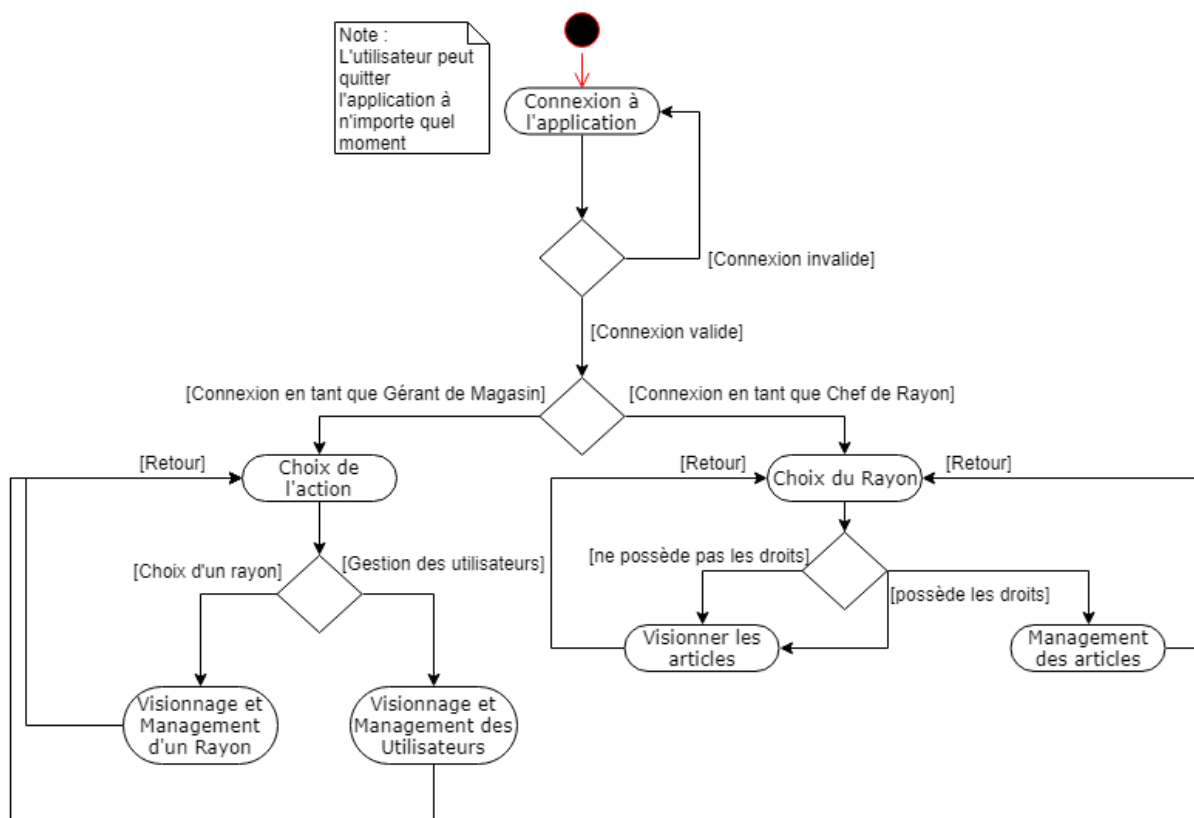 Note :
L'utilisateur peut
quitter
l'application à
n'importe quel
moment
Connexion à
l'application
[Connexion invalide]
[Connexion valide]
[Connexion en tant que Gérant de Magasin]
[Connexion en tant que Chef de Rayon]
[Retour]
Choix de
l'action
[Retour]
Choix du Rayon
[Retour]
[Choix d'un rayon]
[Gestion des utilisateurs]
[ne possède pas les droits]
[possède les droits]
Visionner les
articles
Management
des articles
Visionnage et
Management
d'un Rayon
Visionnage et
Management des
Utilisateurs